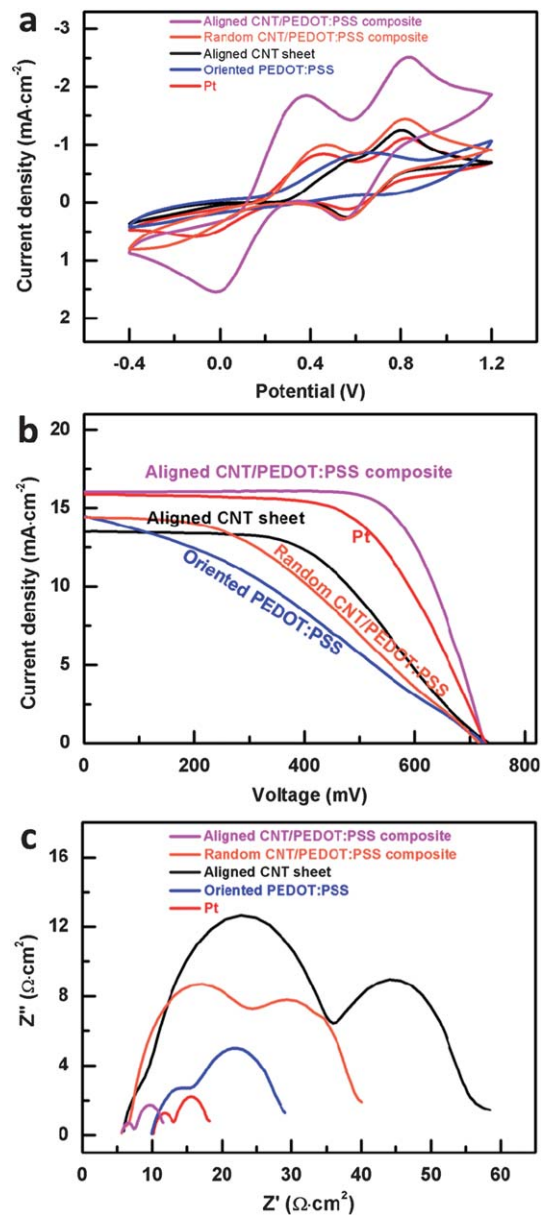 a
Aligned CNT/PEDOT:PSS composite
Random CNT/PEDOT:PSS composite
Aligned CNT sheet
Oriented PEDOT:PSS
Pt
Current density (mA·cm⁻²)
-3
-2
-1
0
1
2
-0.4
0.0
0.4
0.8
1.2
Potential (V)
b
Aligned CNT/PEDOT:PSS composite
Aligned CNT sheet
Pt
Random CNT/PEDOT:PSS
Oriented PEDOT:PSS
Current density (mA·cm⁻²)
20
15
10
5
0
0
200
400
600
800
Voltage (mV)
c
Aligned CNT/PEDOT:PSS composite
Random CNT/PEDOT:PSS composite
Aligned CNT sheet
Oriented PEDOT:PSS
Pt
Z'' (Ω·cm²)
16
12
8
4
0
0
10
20
30
40
50
60
Z' (Ω·cm²)